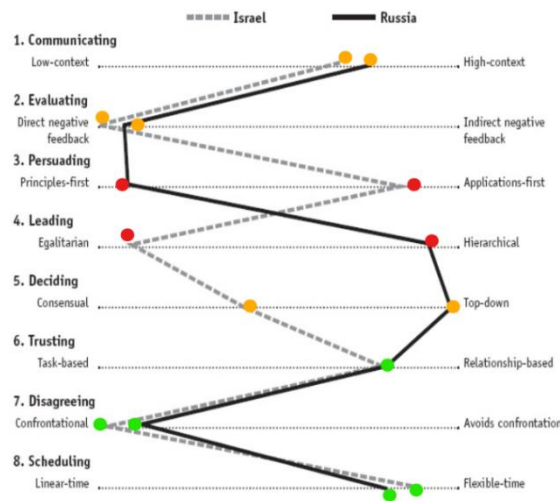 Israel Russia
1. Communicating
Low-context High-context
2. Evaluating
Direct negative feedback Indirect negative feedback
3. Persuading
Principles-first Applications-first
4. Leading
Egalitarian Hierarchical
5. Deciding
Consensual Top-down
6. Trusting
Task-based Relationship-based
7. Disagreeing
Confrontational Avoids confrontation
8. Scheduling
Linear-time Flexible-time